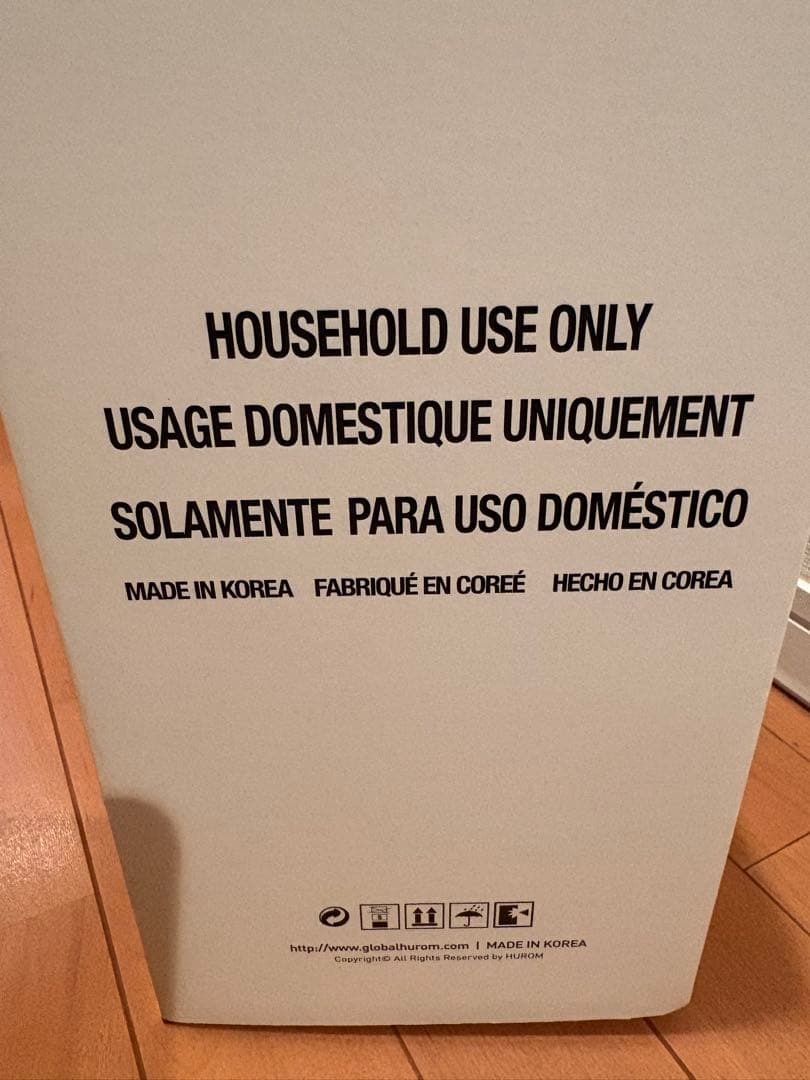 HOUSEHOLD USE ONLY
USAGE DOMESTIQUE UNIQUEMENT
SOLAMENTE PARA USO DOMÉSTICO
MADE IN KOREA FABRIQUÉ EN COREÉ HECHO EN COREA
http://www.globalhurom.com | MADE IN KOREA
Copyright© All Rights Reserved by HUROM